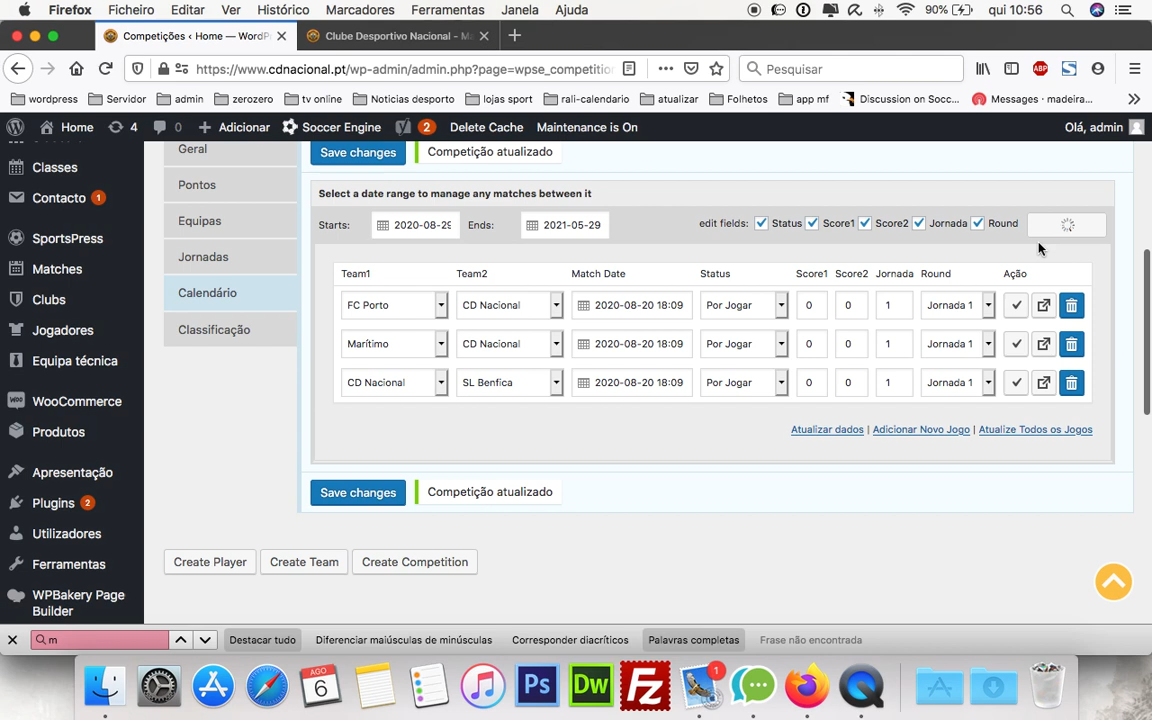 Firefox Ficheiro Editar Ver Histórico Marcadores Ferramentas Janela Ajuda 90% qui 10:56
Competições ‹ Home — WordP Clube Desportivo Nacional - Ma
https://www.cdnacional.pt/wp-admin/admin.php?page=wpse_competition Pesquisar ABP
wordpress Servidor admin zerozero tv online Noticias desporto lojas sport rali-calendario atualizar Folhetos app mf Discussion on Socc... Messages · madeira...
Home 4 0 Adicionar Soccer Engine 2 Delete Cache Maintenance is On Olá, admin
Classes
Contacto 1
SportsPress
Matches
Clubs
Jogadores
Equipa técnica
WooCommerce
Produtos
Apresentação
Plugins 2
Utilizadores
Ferramentas
WPBakery Page
Builder
Geral
Pontos
Equipas
Jornadas
Calendário
Classificação
Save changes Competição atualizado
Select a date range to manage any matches between it
Starts: 2020-08-29 Ends: 2021-05-29 edit fields: Status Score1 Score2 Jornada Round
Team1 Team2 Match Date Status Score1 Score2 Jornada Round Ação
FC Porto CD Nacional 2020-08-20 18:09 Por Jogar 0 0 1 Jornada 1
Marítimo CD Nacional 2020-08-20 18:09 Por Jogar 0 0 1 Jornada 1
CD Nacional SL Benfica 2020-08-20 18:09 Por Jogar 0 0 1 Jornada 1
Atualizar dados | Adicionar Novo Jogo | Atualize Todos os Jogos
Save changes Competição atualizado
Create Player Create Team Create Competition
m Destacar tudo Diferenciar maiúsculas de minúsculas Corresponder diacríticos Palavras completas Frase não encontrada
AGO 6 Ps Dw Fz 1